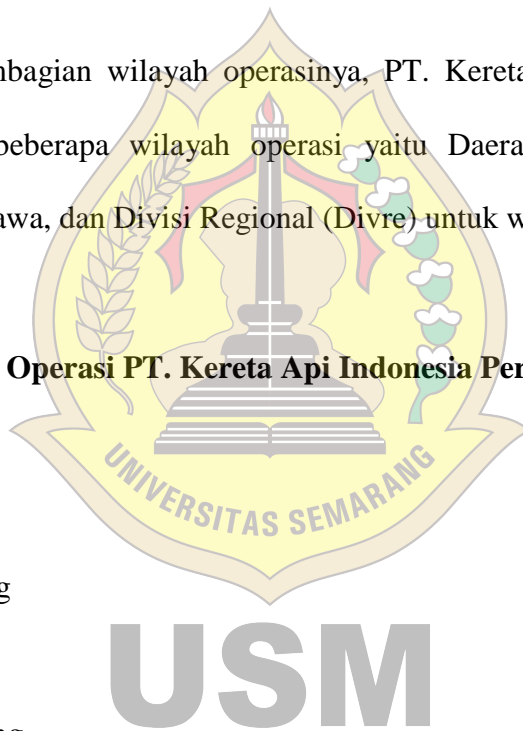 mbagian wilayah operasinya, PT. Kereta
beberapa wilayah operasi yaitu Daera
awa, dan Divisi Regional (Divre) untuk w
Operasi PT. Kereta Api Indonesia Per
UNIVERSITAS SEMARANG
g
USM